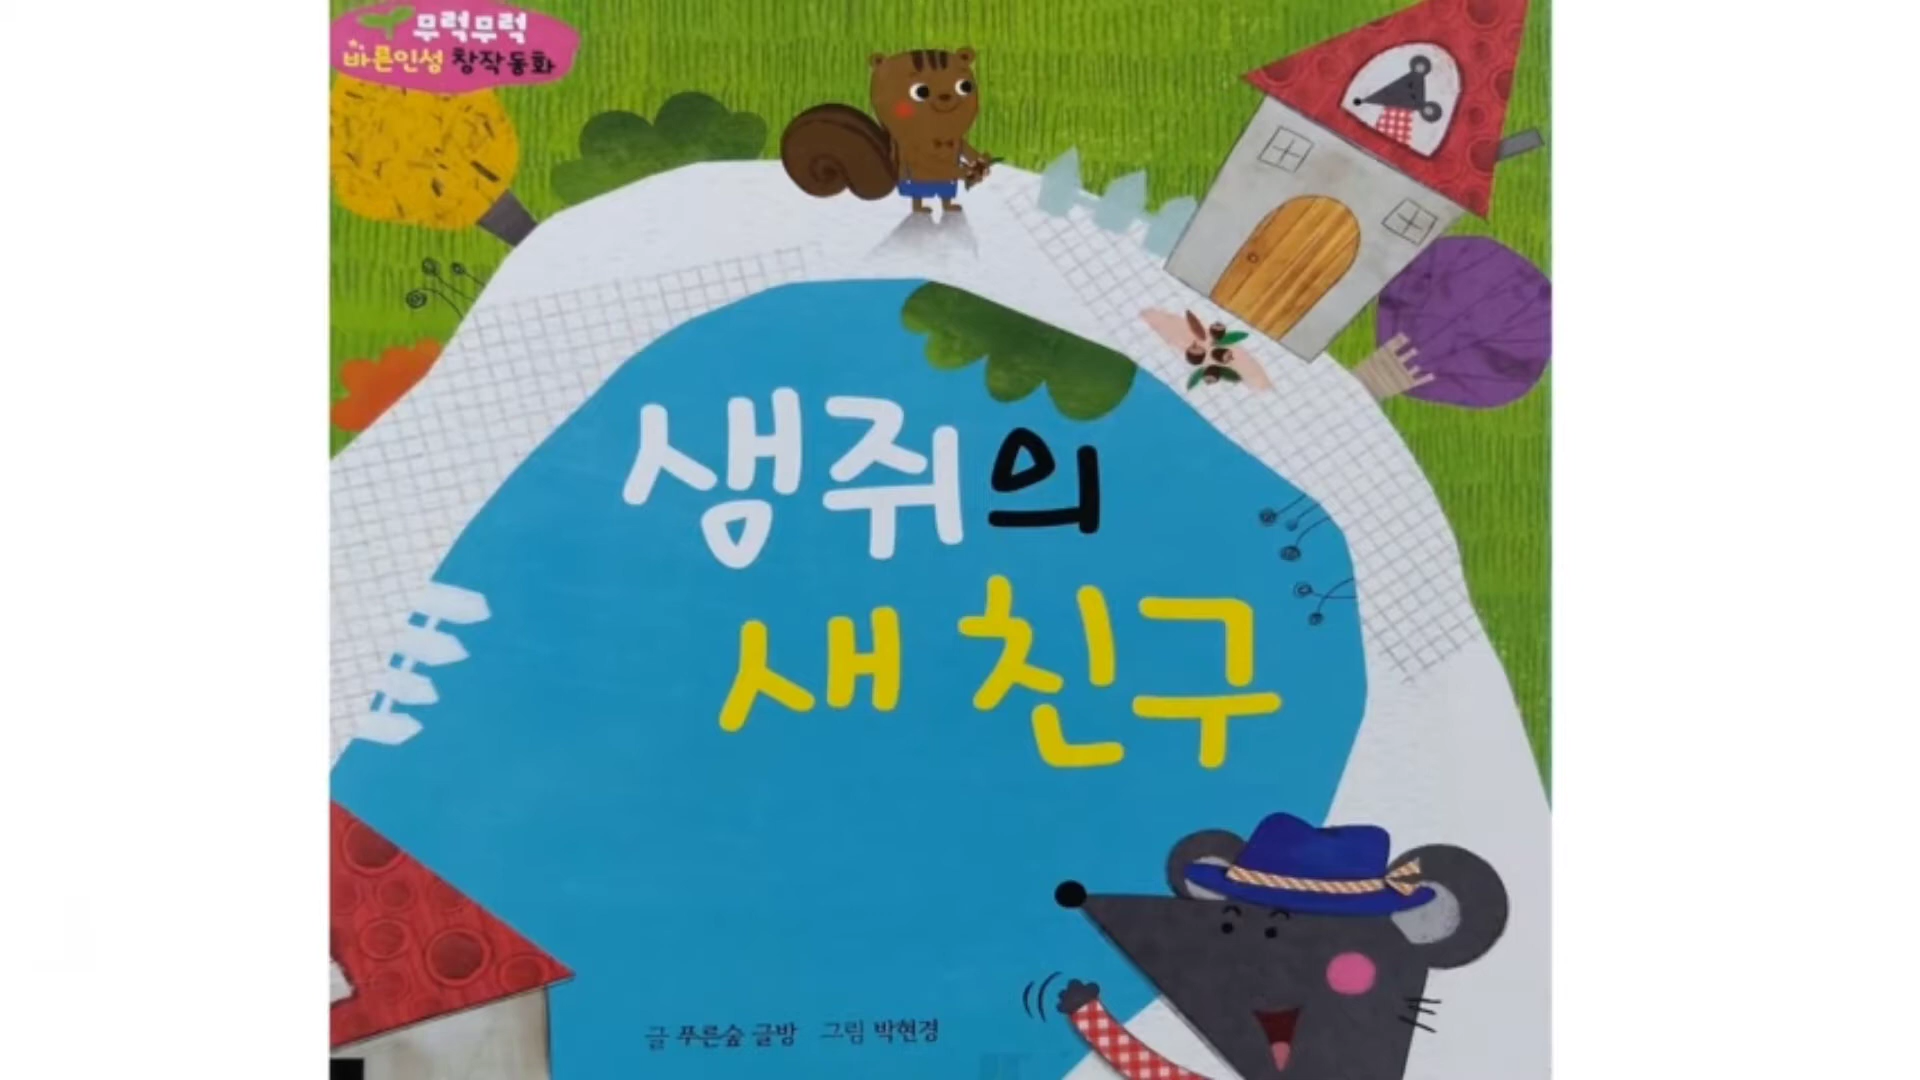 무럭무럭
바른인성 창작동화
생쥐의
새 친구
글 푸른숲 글방 그림 박현경